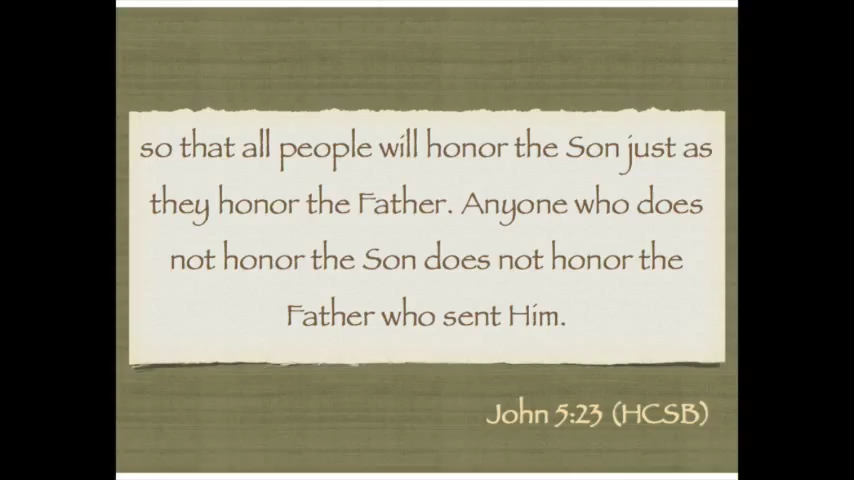 so that all people will honor the Son just as
they honor the Father. Anyone who does
not honor the Son does not honor the
Father who sent Him.
John 5:23 (HCSB)